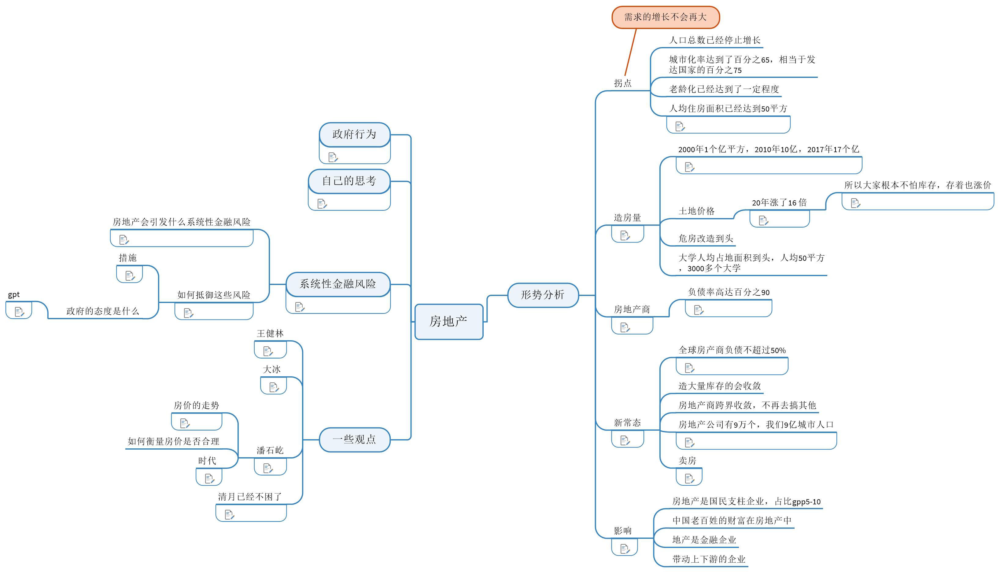 需求的增长不会再大
人口总数已经停止增长
城市化率达到了百分之65，相当于发
达国家的百分之75
拐点
老龄化已经达到了一定程度
人均住房面积已经达到50平方
2000年1个亿平方，2010年10亿，2017年17个亿
所以大家根本不怕库存，存着也涨价
20年涨了16 倍
土地价格
造房量
危房改造到头
大学人均占地面积到头，人均50平方
，3000多个大学
负债率高达百分之90
房地产商
形势分析
全球房产商负债不超过50%
造大量库存的会收敛
房地产商跨界收敛，不再去搞其他
新常态
房地产公司有9万个，我们9亿城市人口
卖房
房地产是国民支柱企业，占比gpp5-10
中国老百姓的财富在房地产中
影响
地产是金融企业
带动上下游的企业
房地产
政府行为
自己的思考
房地产会引发什么系统性金融风险
措施
系统性金融风险
如何抵御这些风险
gpt
政府的态度是什么
王健林
大冰
房价的走势
一些观点
如何衡量房价是否合理
潘石屹
时代
清月已经不困了